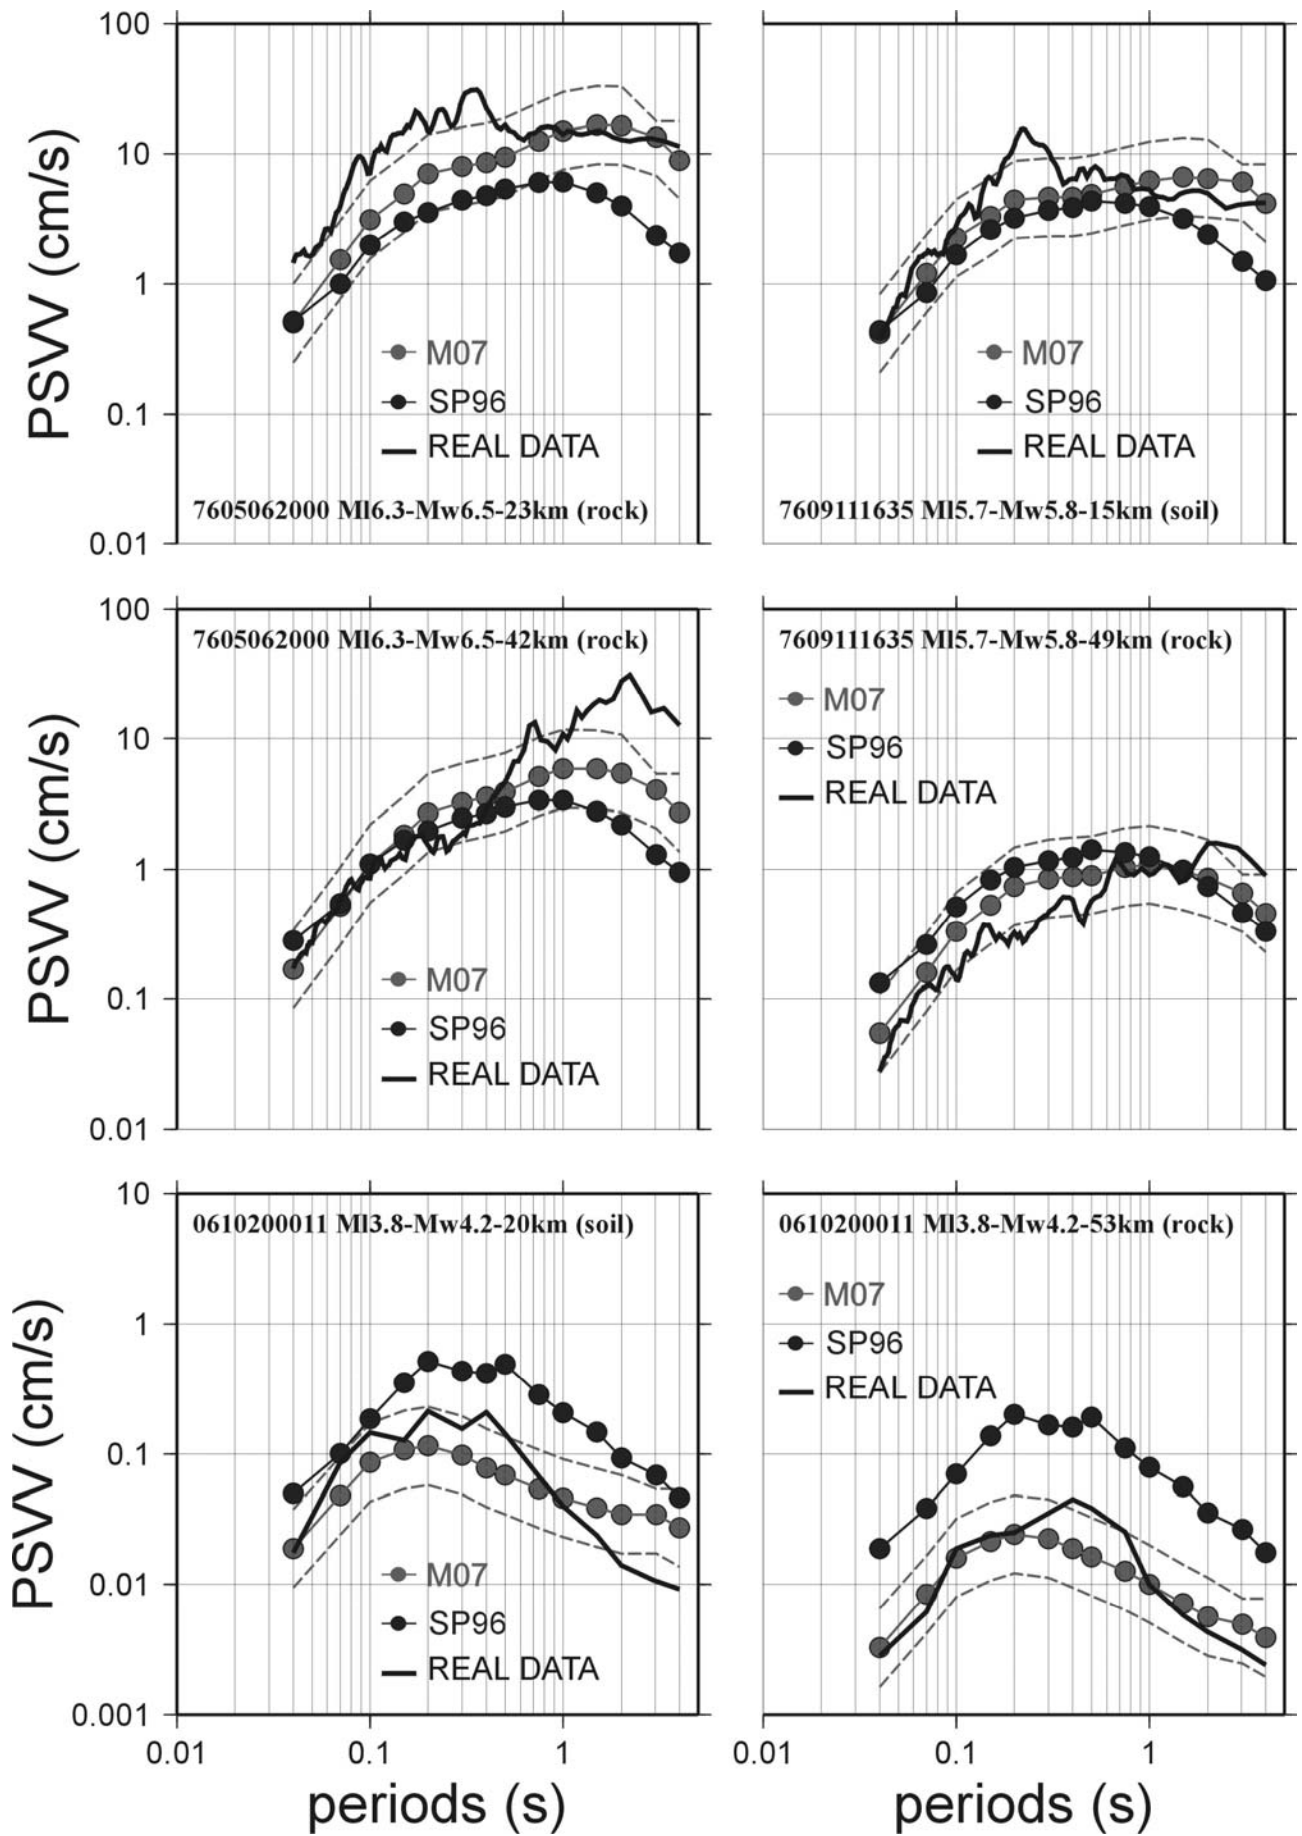 100
10
1
0.1
0.01
PSVV (cm/s)
M07
SP96
REAL DATA
7605062000 Ml6.3-Mw6.5-23km (rock)
M07
SP96
REAL DATA
7609111635 Ml5.7-Mw5.8-15km (soil)
100
10
1
0.1
0.01
PSVV (cm/s)
7605062000 Ml6.3-Mw6.5-42km (rock)
M07
SP96
REAL DATA
7609111635 Ml5.7-Mw5.8-49km (rock)
M07
SP96
REAL DATA
10
1
0.1
0.01
0.001
PSVV (cm/s)
0610200011 Ml3.8-Mw4.2-20km (soil)
M07
SP96
REAL DATA
0.01 0.1 1
periods (s)
0610200011 Ml3.8-Mw4.2-53km (rock)
M07
SP96
REAL DATA
0.01 0.1 1
periods (s)